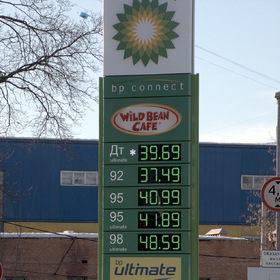 bp connect
WILD BEAN
CAFE
Дт * 39.69
ultimate
92 37.49
95 40.99
95 41.89
ultimate
98 48.59
ultimate
bp
ultimate
4,
М